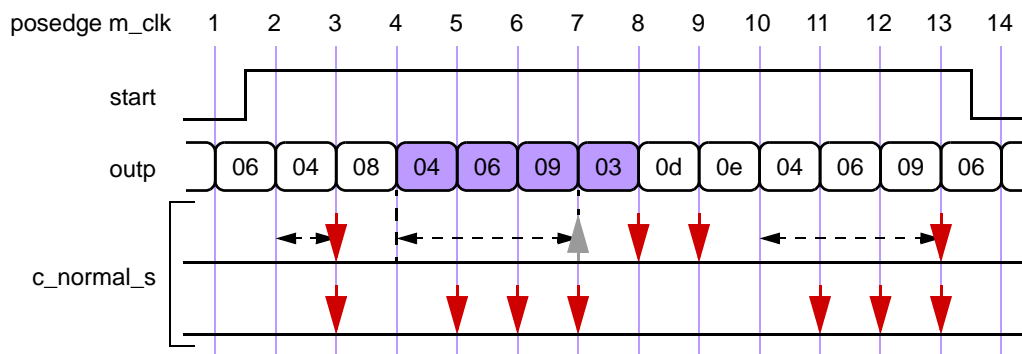 posedge m_clk 1 2 3 4 5 6 7 8 9 10 11 12 13 14
start
outp 06 04 08 04 06 09 03 0d 0e 04 06 09 06
c_normal_s